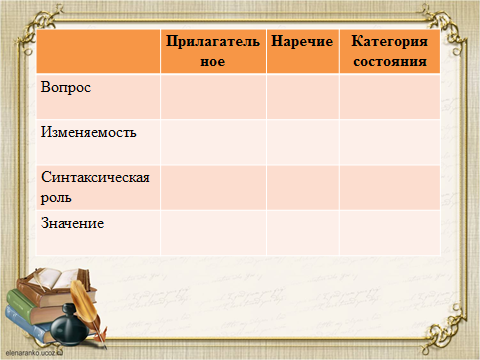 Прилагатель Наречие Категория
ное состояния
Вопрос
Изменяемость
Синтаксическая
роль
Значение
elenaranko.ucoz.ru